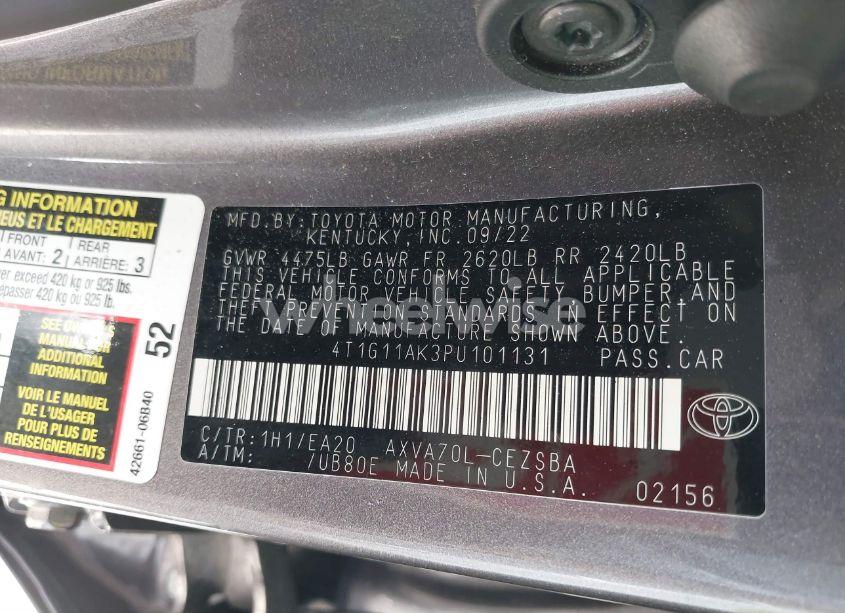 G INFORMATION
EUS ET LE CHARGEMENT
FRONT
AVANT: 2
REAR
ARRIÈRE: 3
ver exceed 420 kg or 925 lbs.
dépasser 420 kg ou 925 lb.
SEE OWNER'S
MANUAL FOR
ADDITIONAL
INFORMATION
VOIR LE MANUEL
DE L'USAGER
POUR PLUS DE
RENSEIGNEMENTS
52
42661-06B40
MFD.BY:TOYOTA MOTOR MANUFACTURING,
KENTUCKY,INC.09/22
GVWR 4475LB GAWR FR 2620LB RR 2420LB
THIS VEHICLE CONFORMS TO ALL APPLICABLE
FEDERAL MOTOR VEHICLE SAFETY,BUMPER,AND
THEFT PREVENTION STANDARDS IN EFFECT ON
THE DATE OF MANUFACTURE SHOWN ABOVE.
4T1G11AK3PU101131 PASS.CAR
C/TR:1H1/EA20 AXVA70L-CEZSBA
A/TM: /UB80E MADE IN U.S.A.
02156
wheelwise